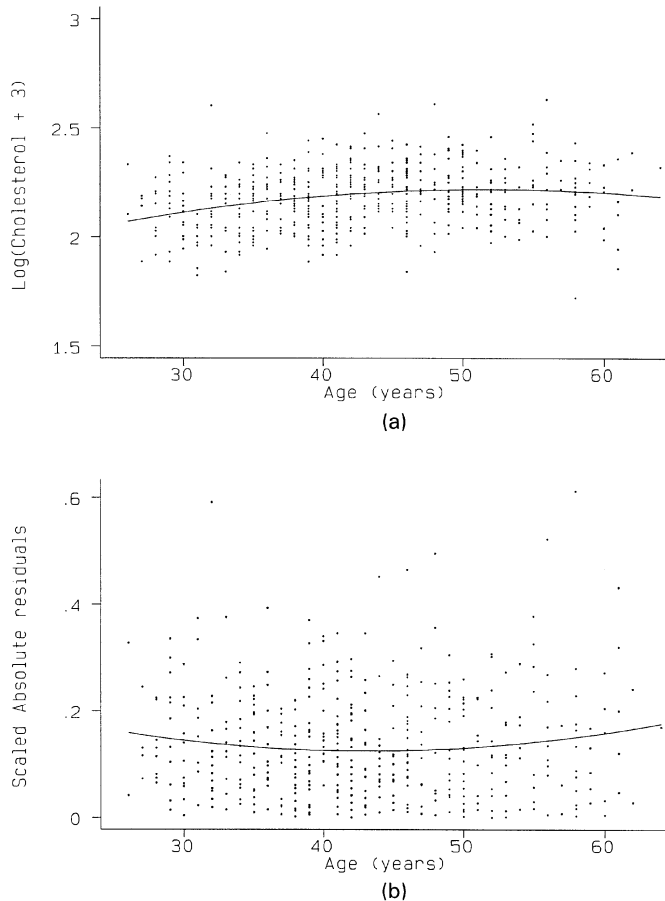 3
2.5
2
1.5
Log(Cholesterol + 3)
30 40 50 60
Age (years)
(a)
.6
.4
.2
0
Scaled Absolute residuals
30 40 50 60
Age (years)
(b)